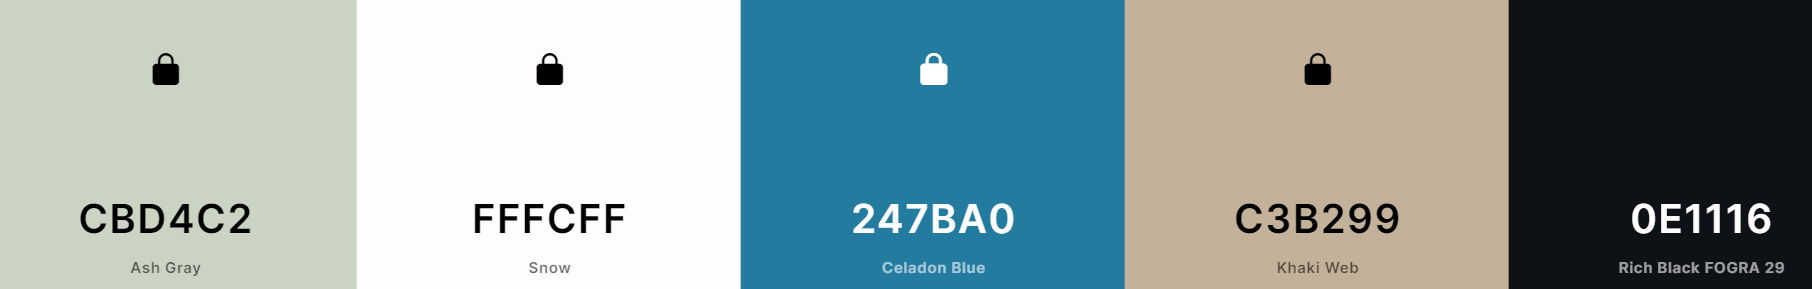 CBD4C2
Ash Gray
FFFCFF
Snow
247BA0
Celadon Blue
C3B299
Khaki Web
0E1116
Rich Black FOGRA 29